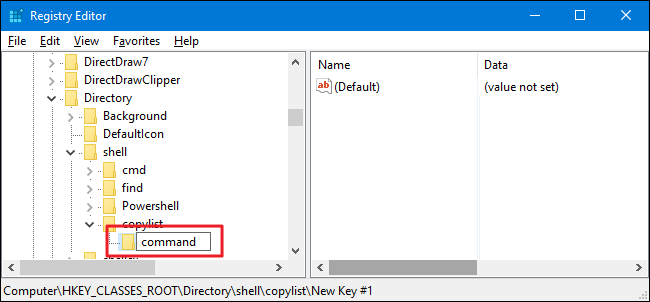 Registry Editor
File Edit View Favorites Help
DirectDraw7
DirectDrawClipper
Directory
Background
DefaultIcon
shell
cmd
find
Powershell
copylist
command
Name Data
ab (Default) (value not set)
Computer\HKEY_CLASSES_ROOT\Directory\shell\copylist\New Key #1